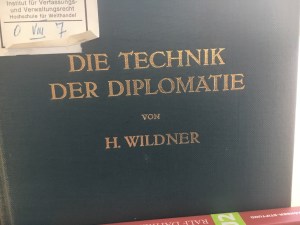 Institut für Verfassungs-
und Verwaltungsrecht
Hochschule für Welthandel
VIII 7
DIE TECHNIK
DER DIPLOMATIE
VON
H. WILDNER